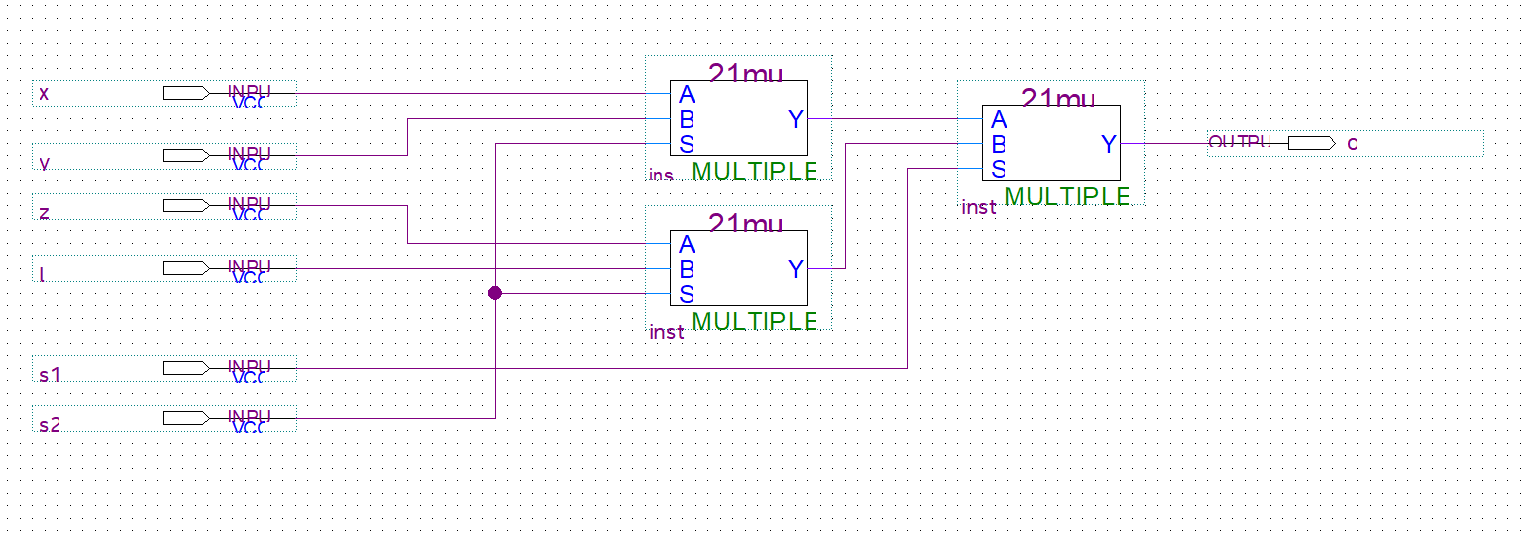 21mu
x INPU
VCC
A
B Y
S
ins MULTIPLE
y INPU
VCC
z INPU
VCC
21mu
A
B Y
S
inst MULTIPLE
l INPU
VCC
s1 INPU
VCC
s2 INPU
VCC
21mu
A
B Y
S
inst MULTIPLE
OUTPU